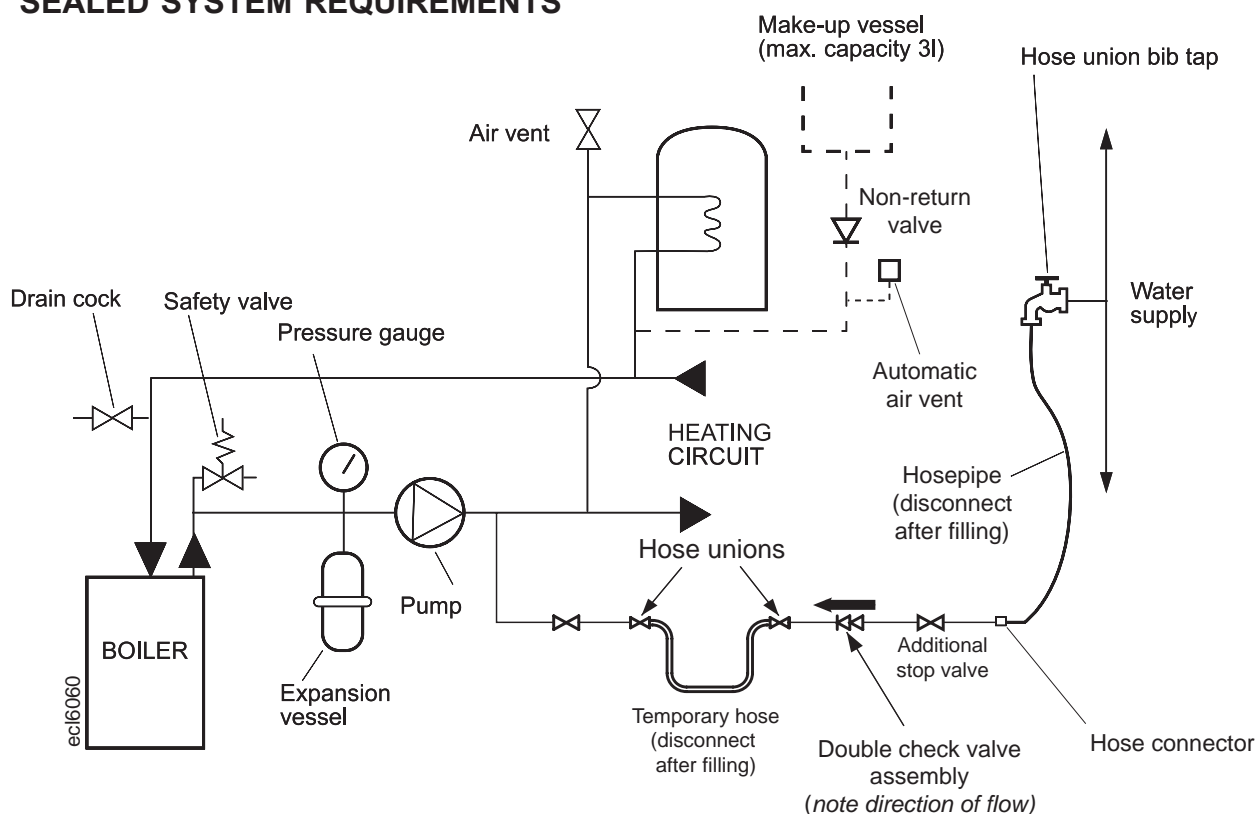 SEALED SYSTEM REQUIREMENTS
Make-up vessel
(max. capacity 3l)
Hose union bib tap
Air vent
Non-return
valve
Drain cock
Safety valve
Pressure gauge
Water
supply
Automatic
air vent
HEATING
CIRCUIT
Hosepipe
(disconnect
after filling)
Hose unions
Pump
BOILER
Additional
stop valve
Expansion
vessel
ecl6060
Temporary hose
(disconnect
after filling)
Double check valve
assembly
(note direction of flow)
Hose connector